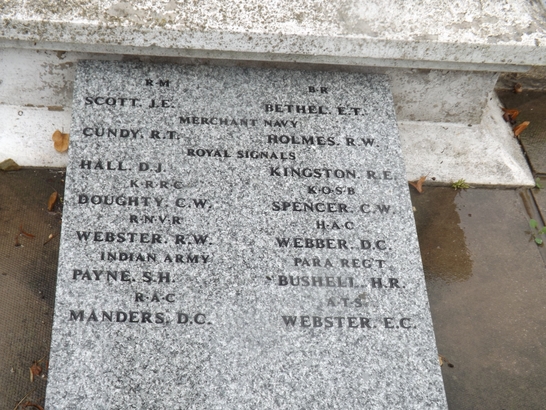 R·M B·R
SCOTT. J.E. BETHEL. E.T.
MERCHANT NAVY
CUNDY. R.T. HOLMES. R.W.
ROYAL SIGNALS
HALL. D.J. KINGSTON. R.E.
K·R·R·C K·O·S·B
DOUGHTY. C.W. SPENCER. C.W.
R·N·V·R H·A·C
WEBSTER. R.W. WEBBER. D.C.
INDIAN ARMY PARA REG'T
PAYNE. S.H. BUSHELL. H.R.
R·A·C A·T·S
MANDERS. D.C. WEBSTER. E.C.